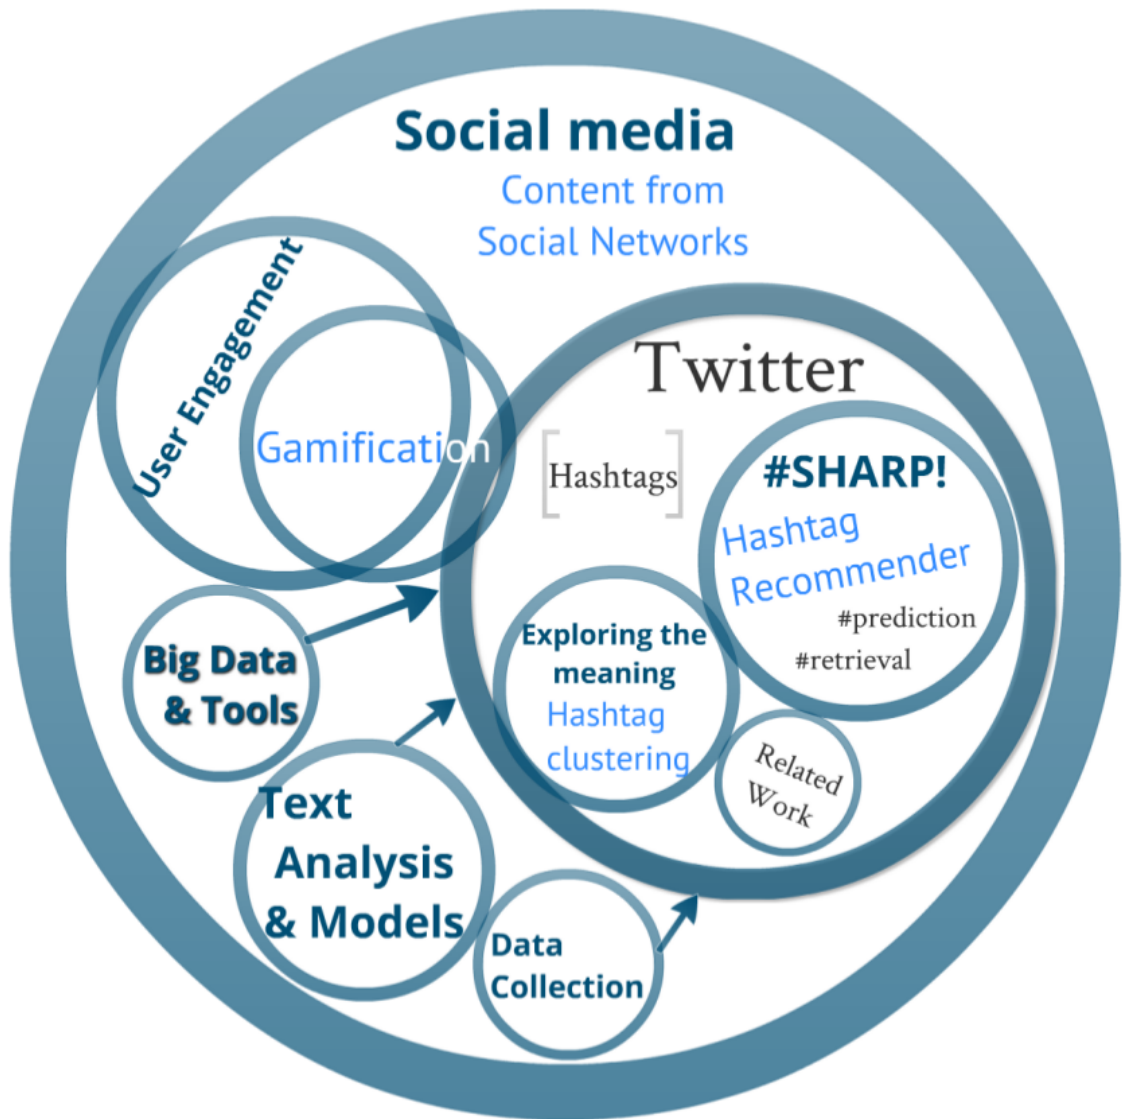 Social media
Content from
Social Networks
User Engagement
Gamification
Twitter
[Hashtags]
#SHARP!
Hashtag
Recommender
#prediction
#retrieval
Exploring the
meaning
Hashtag
clustering
Related
Work
Big Data
& Tools
Text
Analysis
& Models
Data
Collection